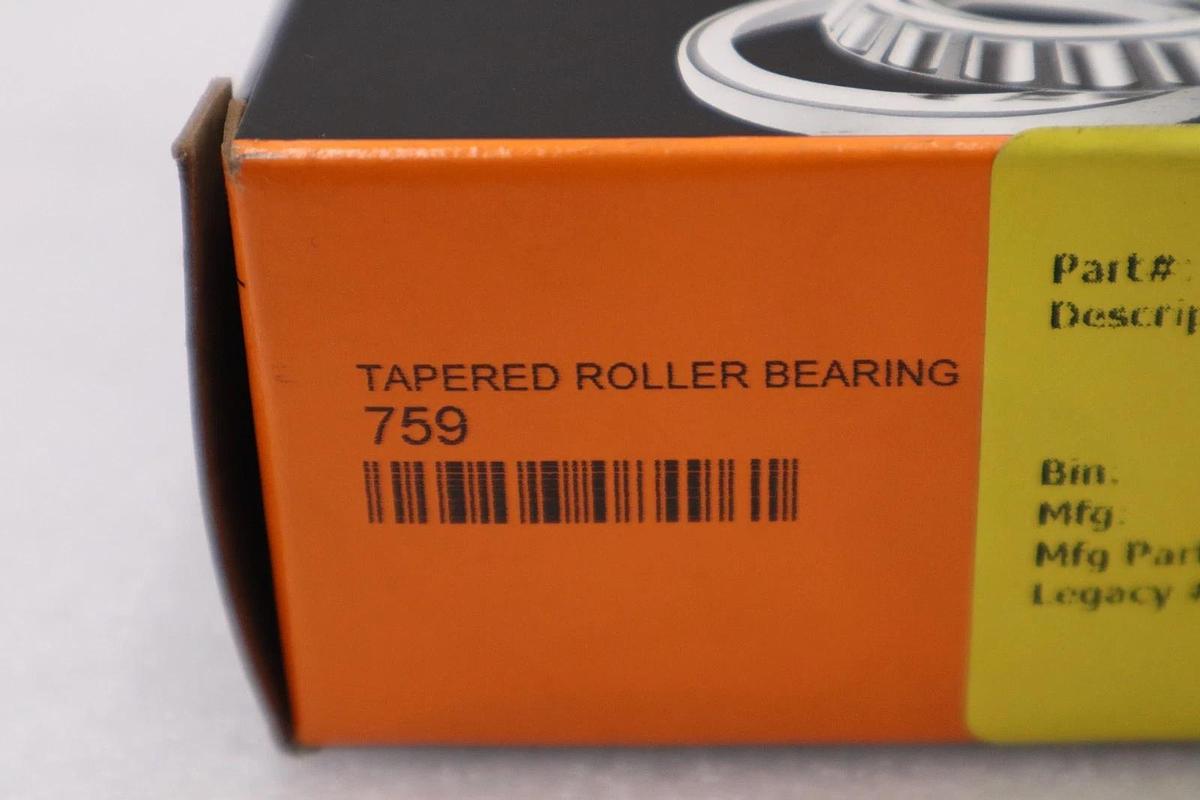 TAPERED ROLLER BEARING
759
Part#:
Descrip
Bin:
Mfg:
Mfg Part
Legacy #